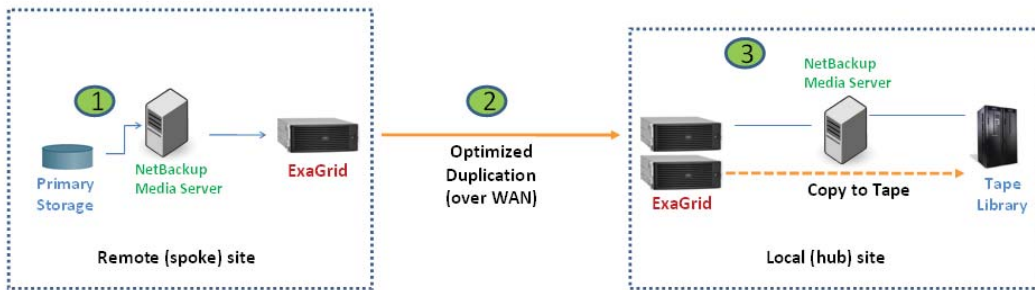 1
NetBackup
Media Server
Primary
Storage
ExaGrid
Remote (spoke) site
2
Optimized
Duplication
(over WAN)
3
NetBackup
Media Server
ExaGrid
Copy to Tape
Tape
Library
Local (hub) site